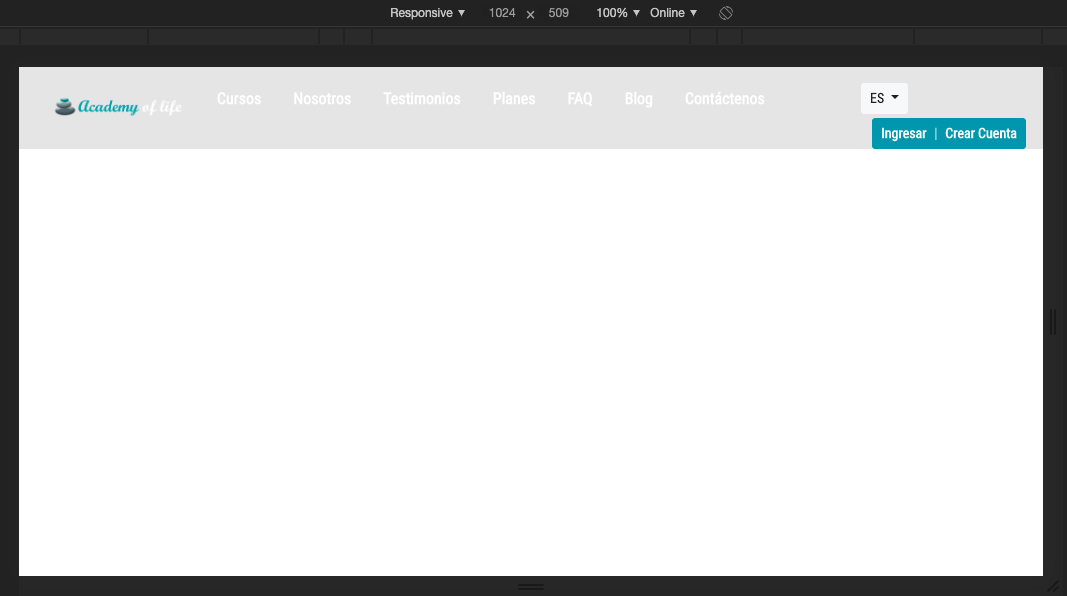 Responsive ▼ 1024 × 509 100% ▼ Online ▼
Academy of life Cursos Nosotros Testimonios Planes FAQ Blog Contáctenos ES
Ingresar | Crear Cuenta